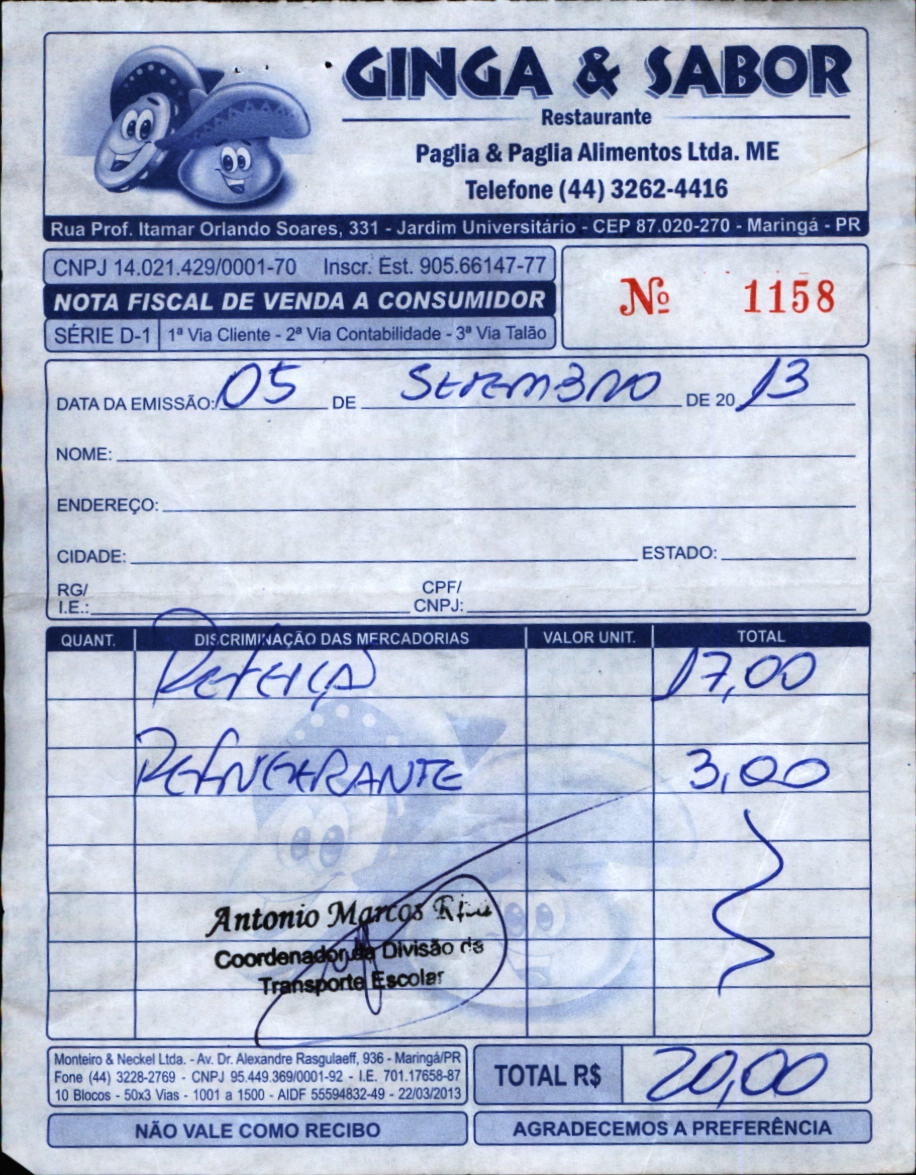 GINGA & SABOR
Restaurante
Paglia & Paglia Alimentos Ltda. ME
Telefone (44) 3262-4416
Rua Prof. Itamar Orlando Soares, 331 - Jardim Universitário - CEP 87.020-270 - Maringá - PR
CNPJ 14.021.429/0001-70 Inscr. Est. 905.66147-77
NOTA FISCAL DE VENDA A CONSUMIDOR
SÉRIE D-1 1ª Via Cliente - 2ª Via Contabilidade - 3ª Via Talão
Nº 1158
DATA DA EMISSÃO: 05 DE SETEMBRO DE 20 13
NOME:
ENDEREÇO:
CIDADE: ESTADO:
RG/ CPF/
I.E.: CNPJ:
QUANT. DISCRIMINAÇÃO DAS MERCADORIAS VALOR UNIT. TOTAL
17,00
REFRIGERANTE 3,00
Antonio Marcos
Coordenador da Divisão de
Transporte Escolar
Monteiro & Neckel Ltda. - Av. Dr. Alexandre Rasgulaeff, 936 - Maringá/PR
Fone (44) 3228-2769 - CNPJ 95.449.369/0001-92 - I.E. 701.17658-87
10 Blocos - 50x3 Vias - 1001 a 1500 - AIDF 55594832-49 - 22/03/2013
TOTAL R$ 20,00
NÃO VALE COMO RECIBO
AGRADECEMOS A PREFERÊNCIA